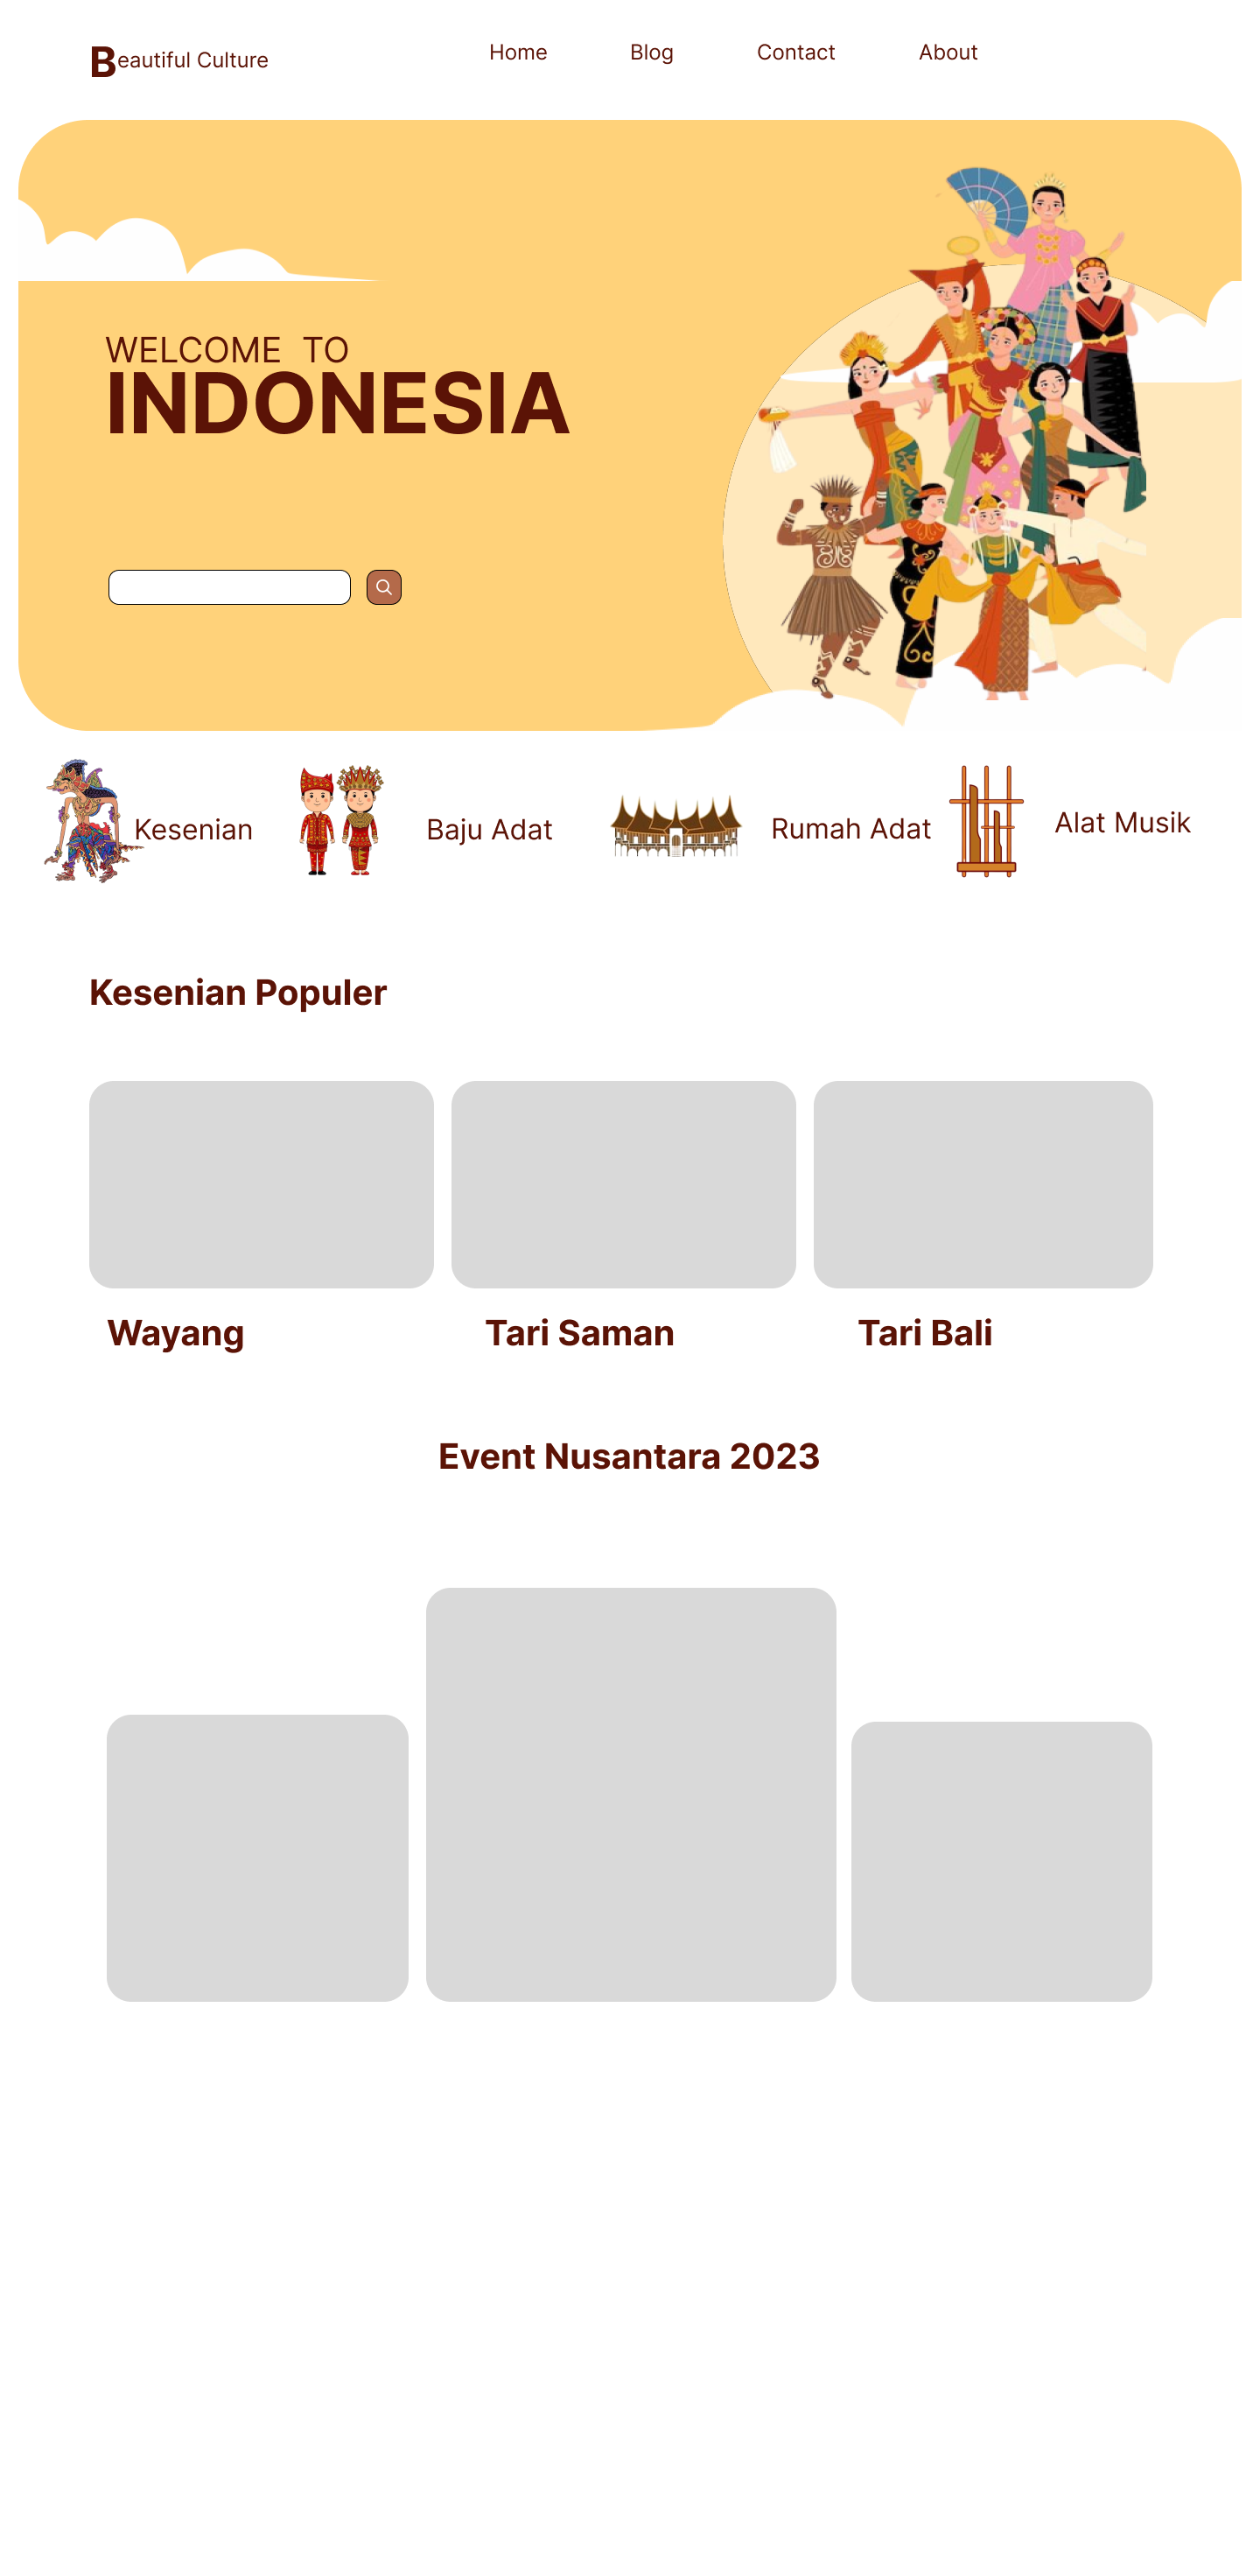 Beautiful Culture
Home
Blog
Contact
About
WELCOME TO
INDONESIA
Kesenian
Baju Adat
Rumah Adat
Alat Musik
Kesenian Populer
Wayang
Tari Saman
Tari Bali
Event Nusantara 2023